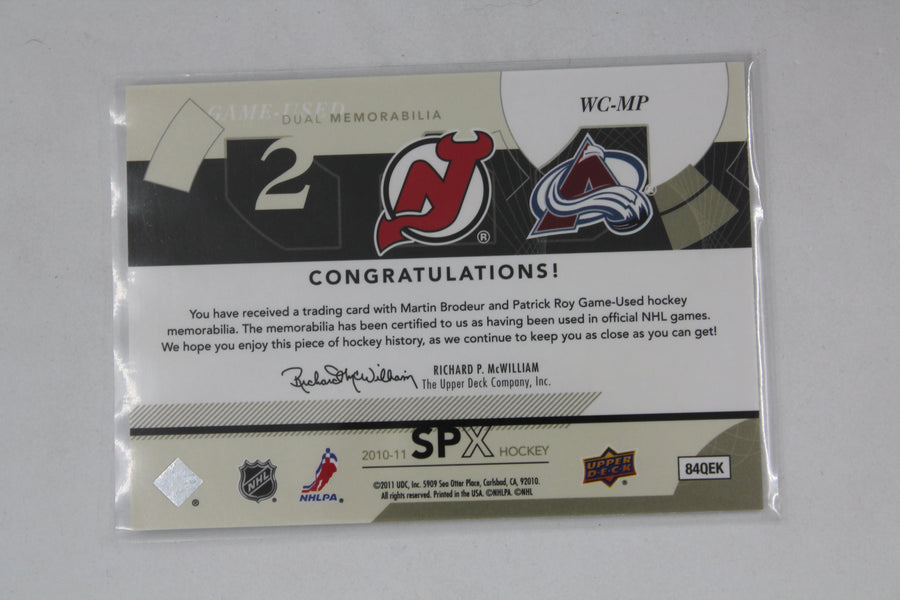 GAME-USED
DUAL MEMORABILIA
WC-MP
2
NJ
®
A
®
CONGRATULATIONS!
You have received a trading card with Martin Brodeur and Patrick Roy Game-Used hockey
memorabilia. The memorabilia has been certified to us as having been used in official NHL games.
We hope you enjoy this piece of hockey history, as we continue to keep you as close as you can get!
Richard P. McWilliam
RICHARD P. McWILLIAM
The Upper Deck Company, Inc.
2010-11 SPX HOCKEY
NHL
®
NHLPA®
UPPER
DECK
®
84QEK
®
©2011 UDC, Inc. 5909 Sea Otter Place, Carlsbad, CA, 92010.
All rights reserved. Printed in the USA. ©NHLPA. ©NHL